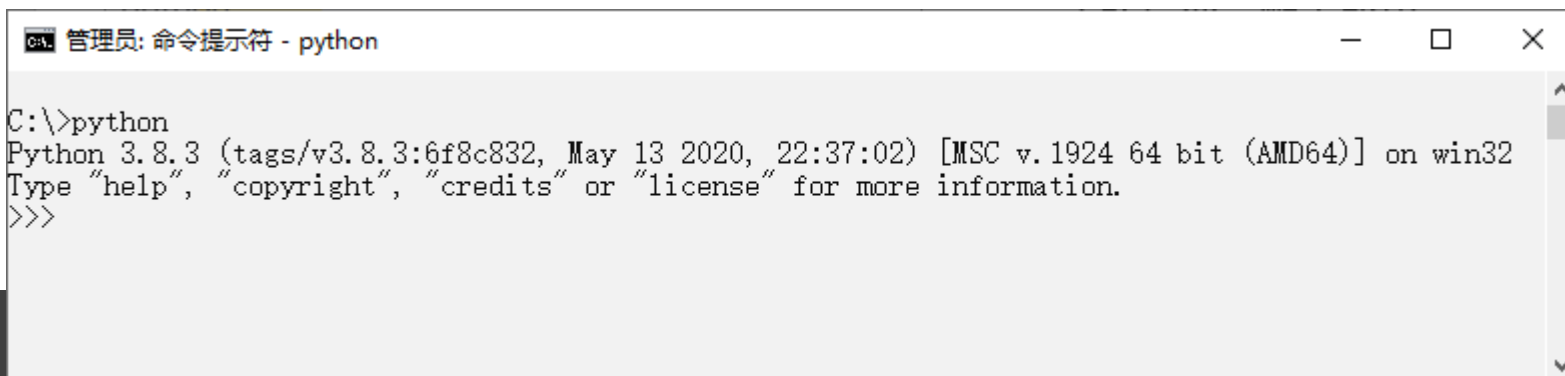 管理员: 命令提示符 - python
C:\>python
Python 3.8.3 (tags/v3.8.3:6f8c832, May 13 2020, 22:37:02) [MSC v.1924 64 bit (AMD64)] on win32
Type "help", "copyright", "credits" or "license" for more information.
>>>